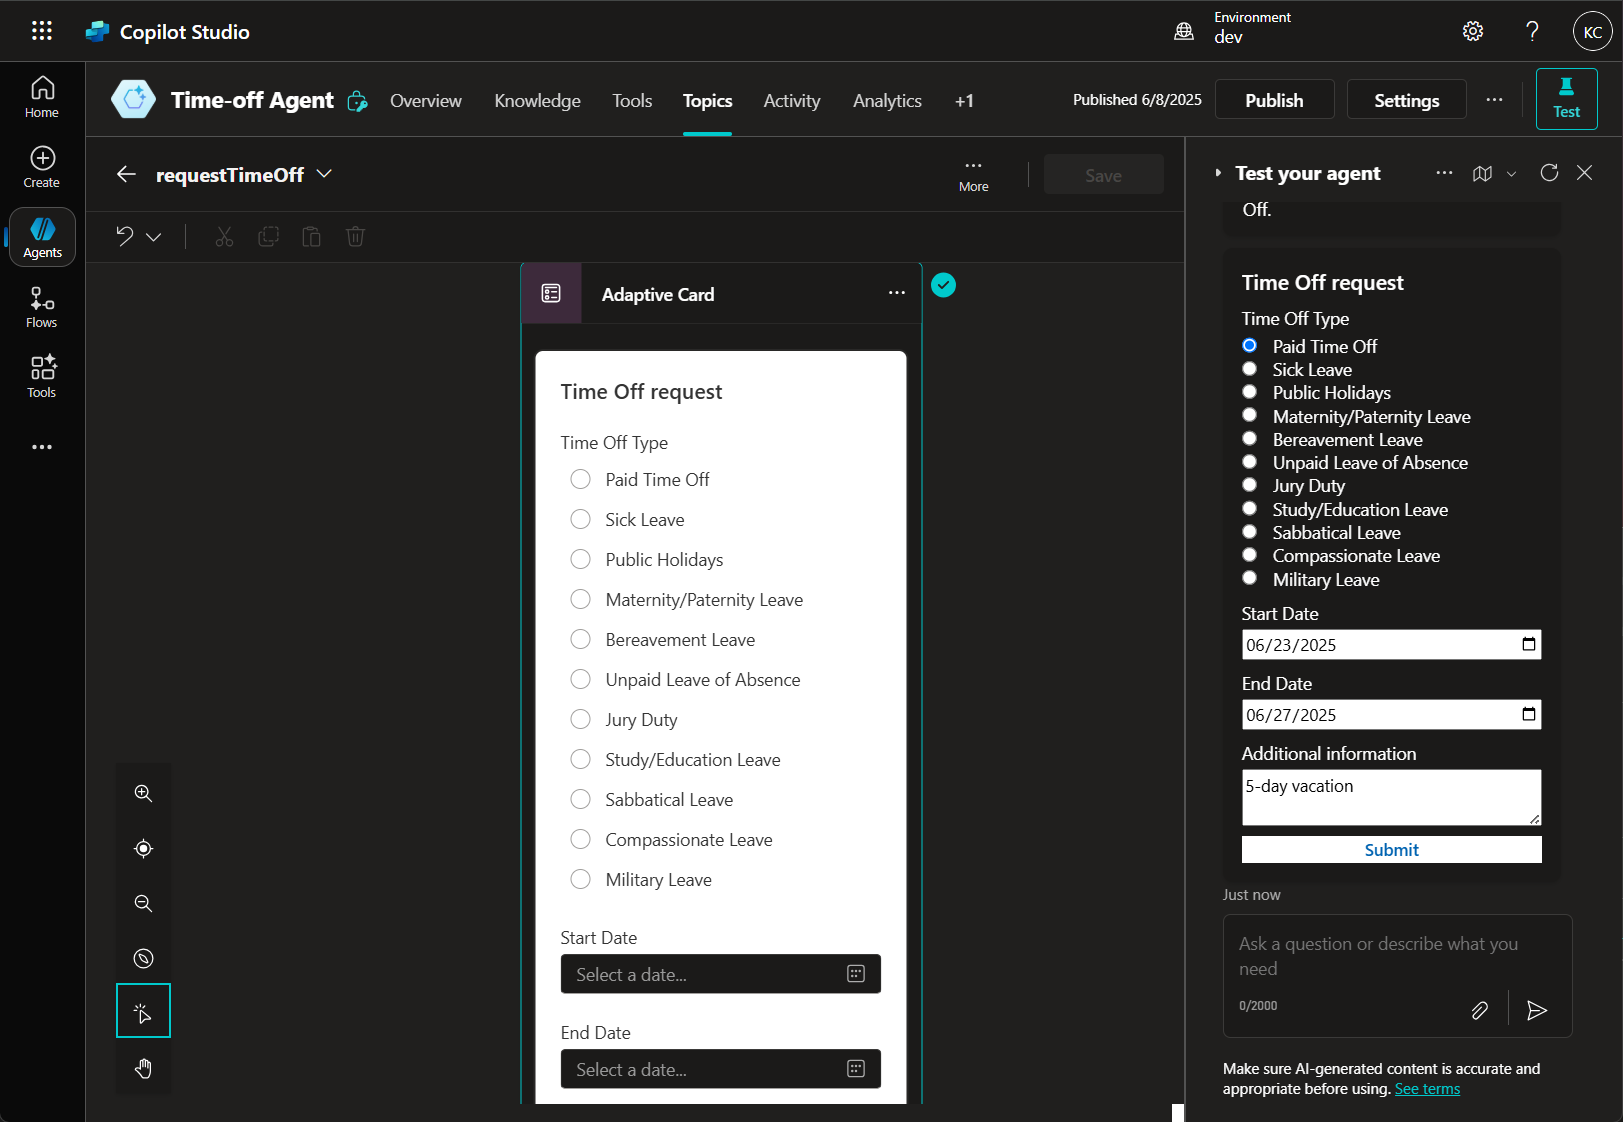 Copilot Studio
Environment
dev
?
KC
Home
Create
Agents
Flows
Tools
Time-off Agent
Overview
Knowledge
Tools
Topics
Activity
Analytics
+1
Published 6/8/2025
Publish
Settings
Test
requestTimeOff
More
Save
Adaptive Card
Time Off request
Time Off Type
Paid Time Off
Sick Leave
Public Holidays
Maternity/Paternity Leave
Bereavement Leave
Unpaid Leave of Absence
Jury Duty
Study/Education Leave
Sabbatical Leave
Compassionate Leave
Military Leave
Start Date
Select a date...
End Date
Select a date...
Test your agent
Off.
Time Off request
Time Off Type
Paid Time Off
Sick Leave
Public Holidays
Maternity/Paternity Leave
Bereavement Leave
Unpaid Leave of Absence
Jury Duty
Study/Education Leave
Sabbatical Leave
Compassionate Leave
Military Leave
Start Date
06/23/2025
End Date
06/27/2025
Additional information
5-day vacation
Submit
Just now
Ask a question or describe what you
need
0/2000
Make sure AI-generated content is accurate and
appropriate before using. See terms